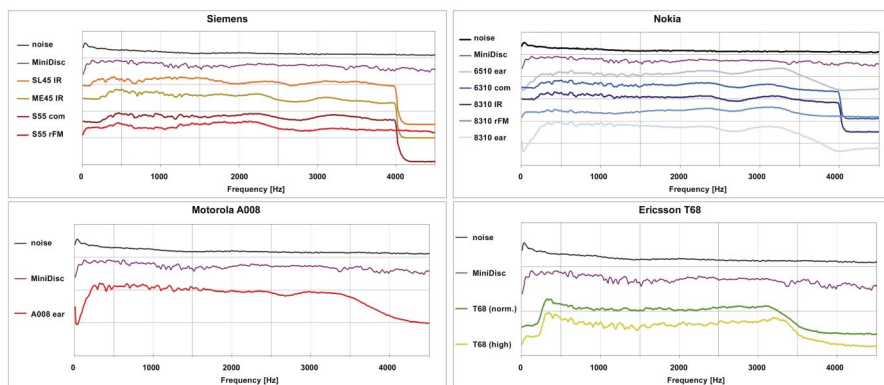 Siemens
noise
MiniDisc
SL45 IR
ME45 IR
S55 com
S55 rFM
0 1000 2000 3000 4000
Frequency [Hz]
Nokia
noise
MiniDisc
6510 ear
6310 com
8310 IR
8310 rFM
8310 ear
0 1000 2000 3000 4000
Frequency [Hz]
Motorola A008
noise
MiniDisc
A008 ear
0 1000 2000 3000 4000
Frequency [Hz]
Ericsson T68
noise
MiniDisc
T68 (norm.)
T68 (high)
0 1000 2000 3000 4000
Frequency [Hz]